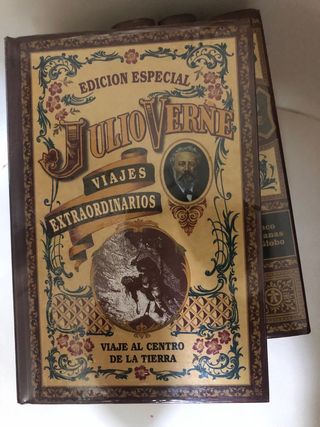 EDICION ESPECIAL
JULIO VERNE
VIAJES
EXTRAORDINARIOS
VIAJE AL CENTRO
DE LA TIERRA